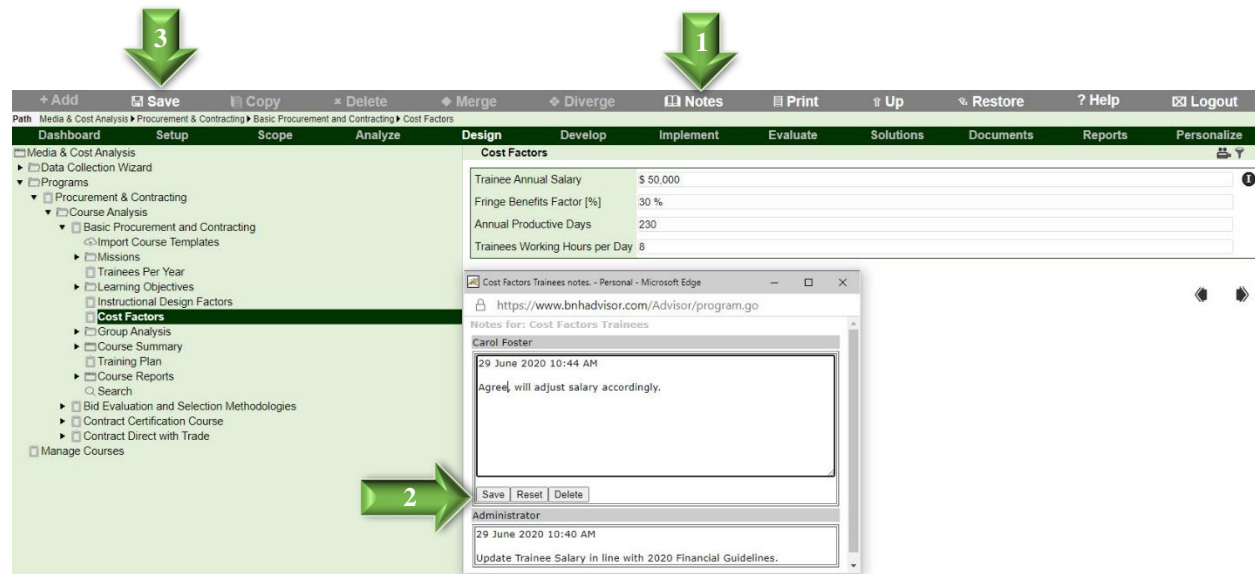 3
1
+ Add Save Copy × Delete Merge Diverge Notes Print Up Restore ? Help Logout
Path Media & Cost Analysis Procurement & Contracting Basic Procurement and Contracting Cost Factors
Dashboard Setup Scope Analyze Design Develop Implement Evaluate Solutions Documents Reports Personalize
Media & Cost Analysis
Data Collection Wizard
Programs
Procurement & Contracting
Course Analysis
Basic Procurement and Contracting
Import Course Templates
Missions
Trainees Per Year
Learning Objectives
Instructional Design Factors
Cost Factors
Group Analysis
Course Summary
Training Plan
Course Reports
Search
Bid Evaluation and Selection Methodologies
Contract Certification Course
Contract Direct with Trade
Manage Courses
Cost Factors
Trainee Annual Salary $ 50,000
Fringe Benefits Factor [%] 30 %
Annual Productive Days 230
Trainees Working Hours per Day 8
Cost Factors Trainees notes. - Personal - Microsoft Edge
https://www.bnhadvisor.com/Advisor/program.go
Notes for: Cost Factors Trainees
Carol Foster
29 June 2020 10:44 AM
Agree, will adjust salary accordingly.
2
Save Reset Delete
Administrator
29 June 2020 10:40 AM
Update Trainee Salary in line with 2020 Financial Guidelines.